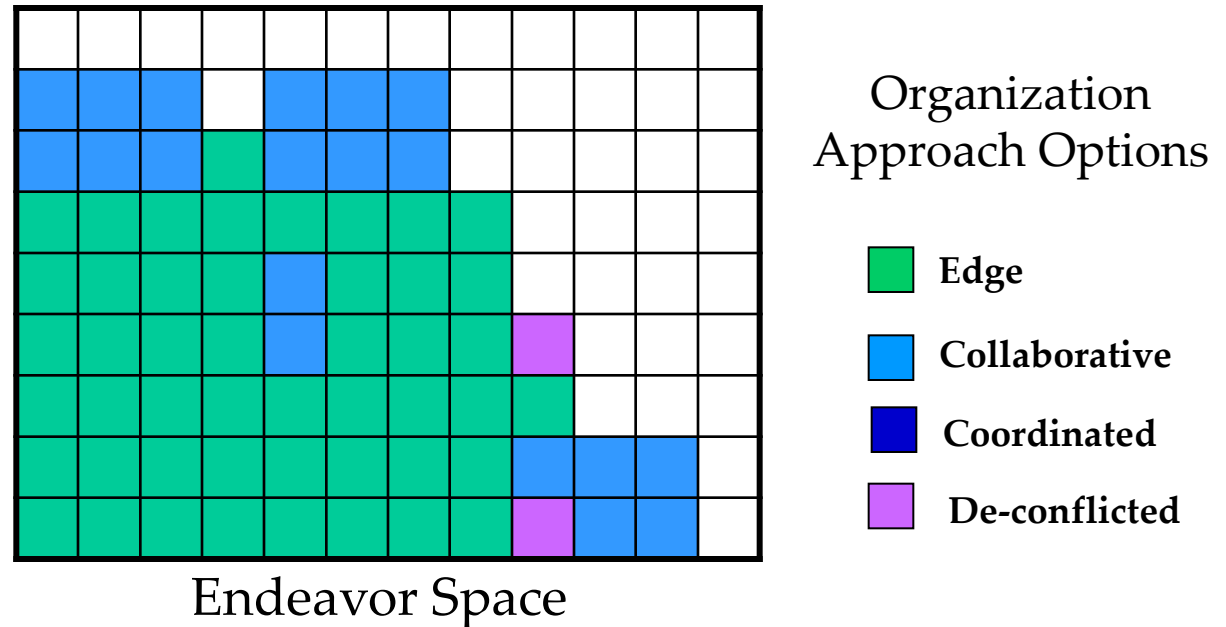 Organization
Approach Options
Edge
Collaborative
Coordinated
De-conflicted
Endeavor Space